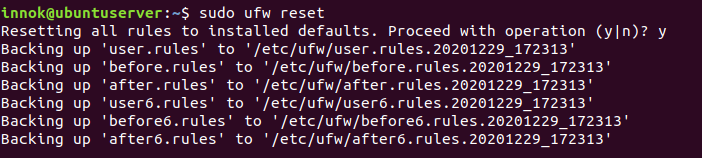 innok@ubuntuserver:~$ sudo ufw reset
Resetting all rules to installed defaults. Proceed with operation (y|n)? y
Backing up 'user.rules' to '/etc/ufw/user.rules.20201229_172313'
Backing up 'before.rules' to '/etc/ufw/before.rules.20201229_172313'
Backing up 'after.rules' to '/etc/ufw/after.rules.20201229_172313'
Backing up 'user6.rules' to '/etc/ufw/user6.rules.20201229_172313'
Backing up 'before6.rules' to '/etc/ufw/before6.rules.20201229_172313'
Backing up 'after6.rules' to '/etc/ufw/after6.rules.20201229_172313'